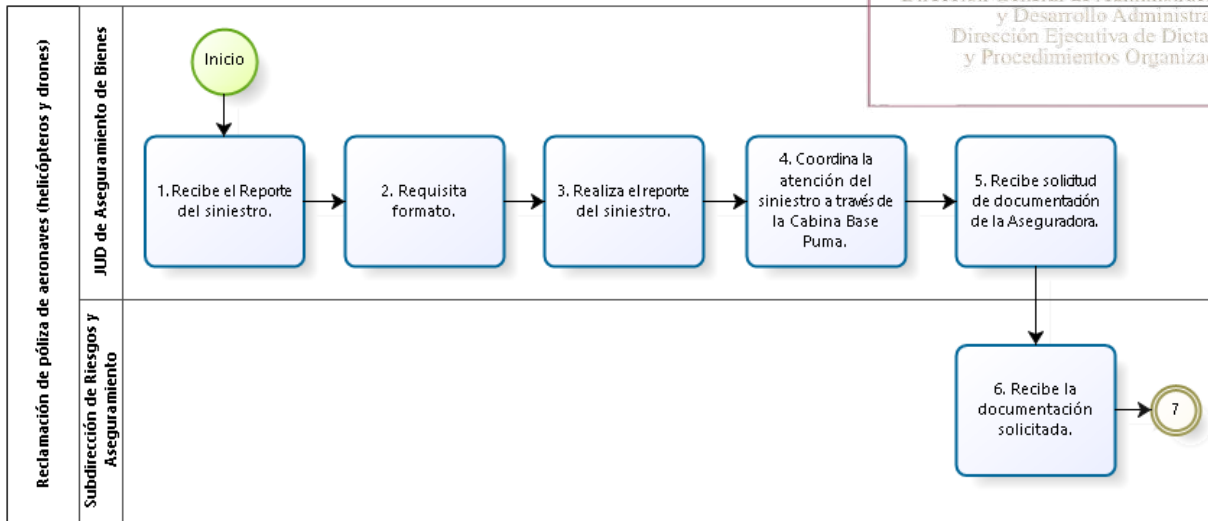 y Desarrollo Administra
Dirección Ejecutiva de Dicta
y Procedimientos Organiza
Reclamación de póliza de aeronaves (helicópteros y drones)
JUD de Aseguramiento de Bienes
Inicio
1. Recibe el Reporte
del siniestro.
2. Requisita
formato.
3. Realiza el reporte
del siniestro.
4. Coordina la
atención del
siniestro a través de
la Cabina Base
Puma.
5. Recibe solicitud
de documentación
de la Aseguradora.
Subdirección de Riesgos y
Aseguramiento
6. Recibe la
documentación
solicitada.
7